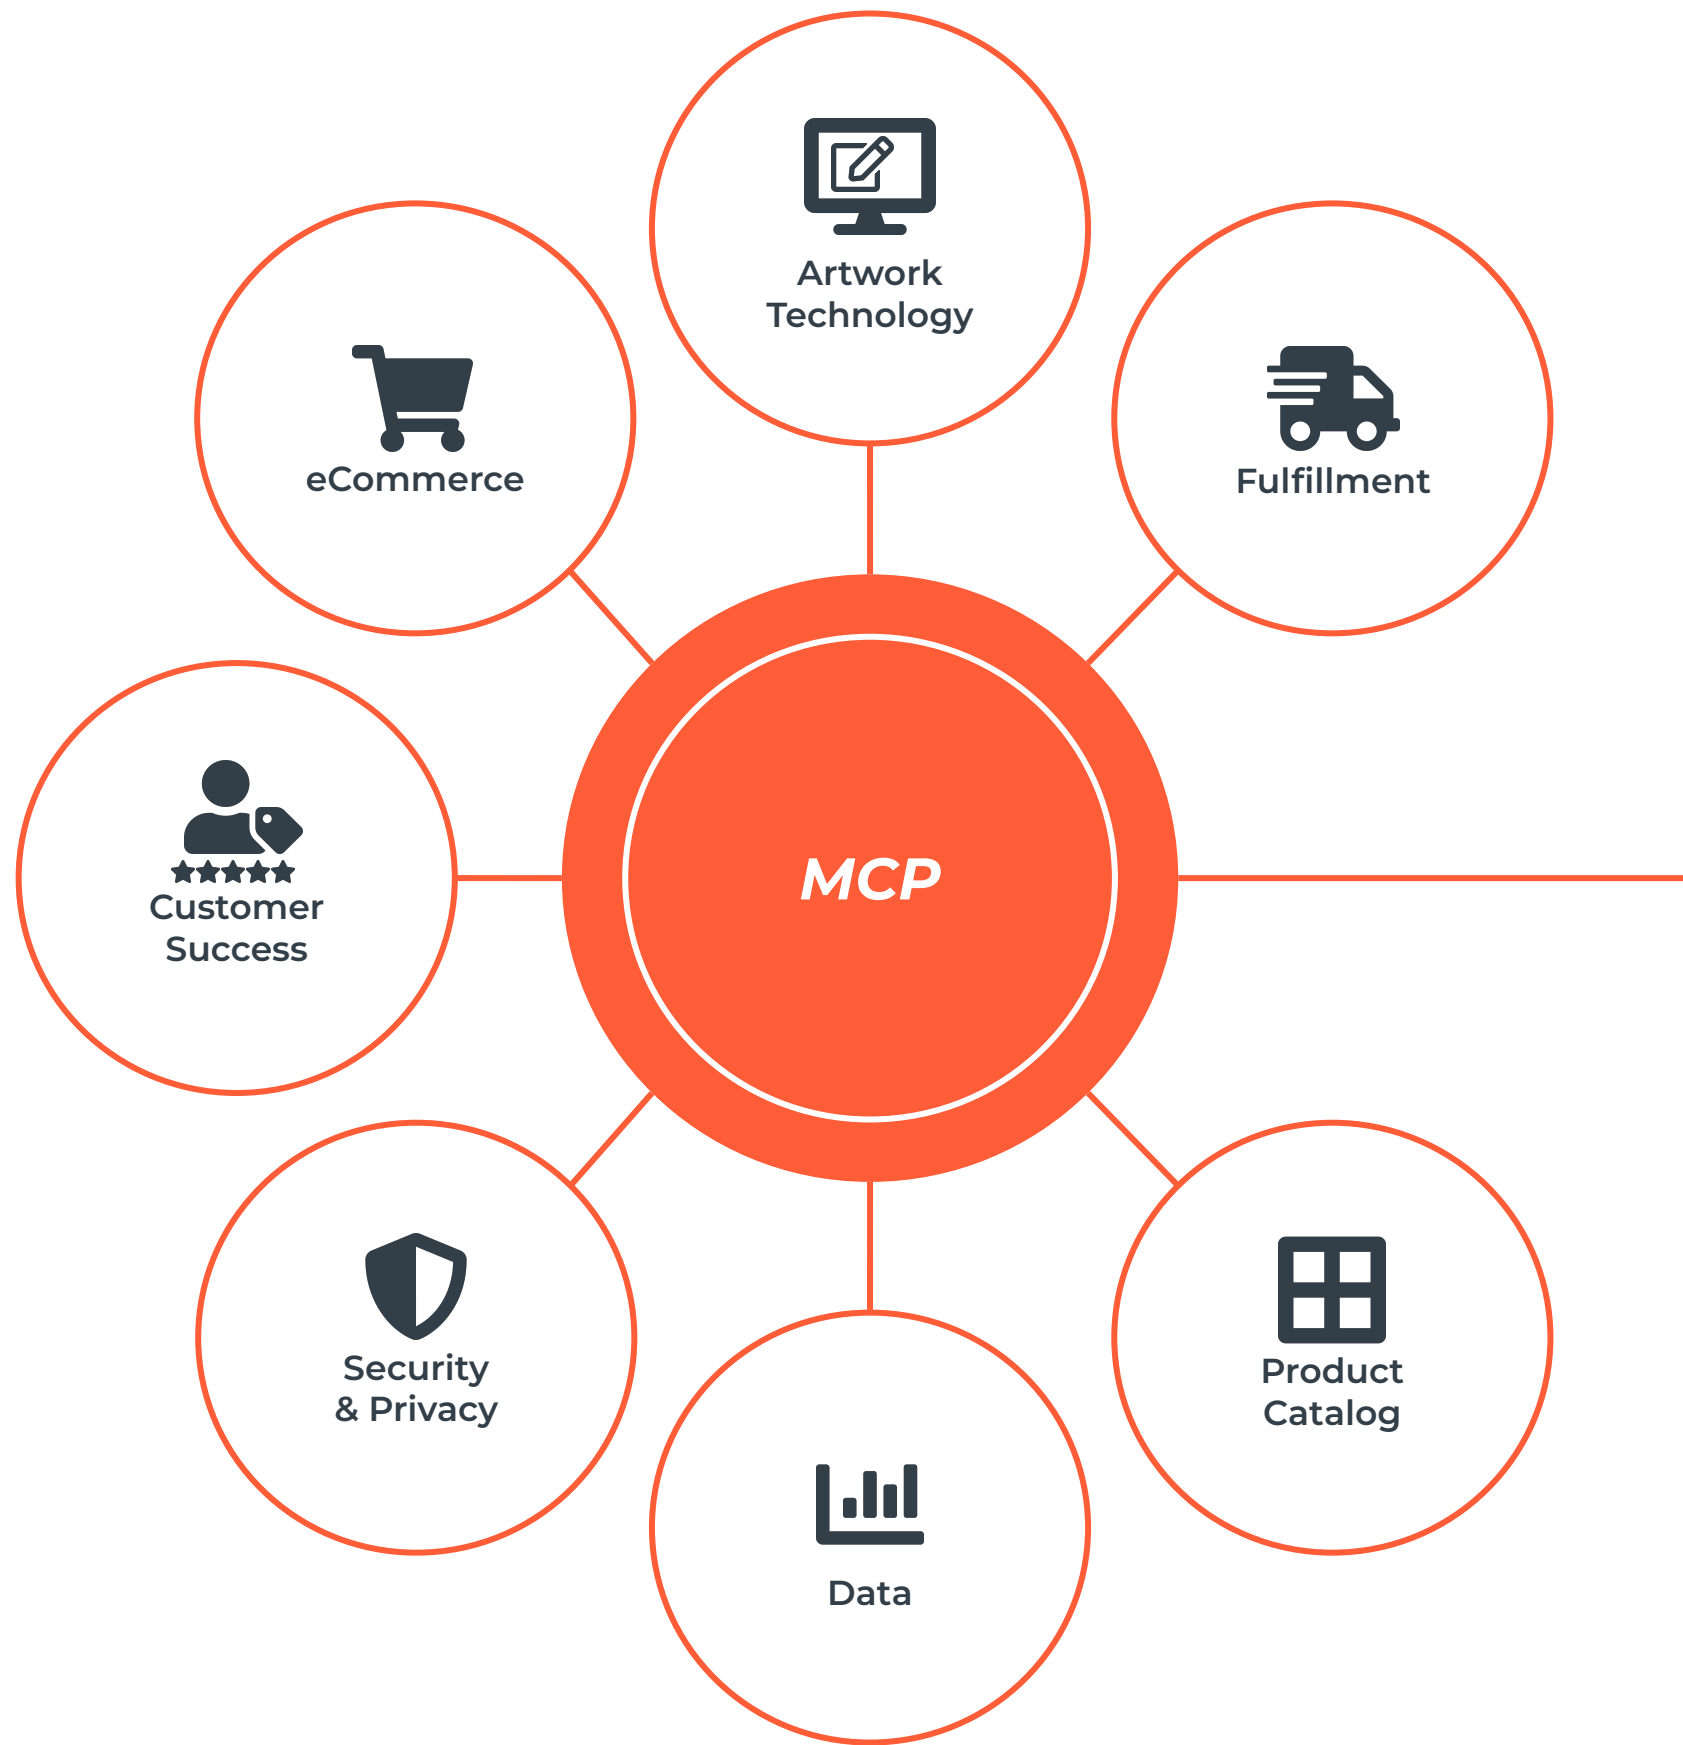 Artwork
Technology
eCommerce
Fulfillment
MCP
Customer
Success
Security
& Privacy
Product
Catalog
Data